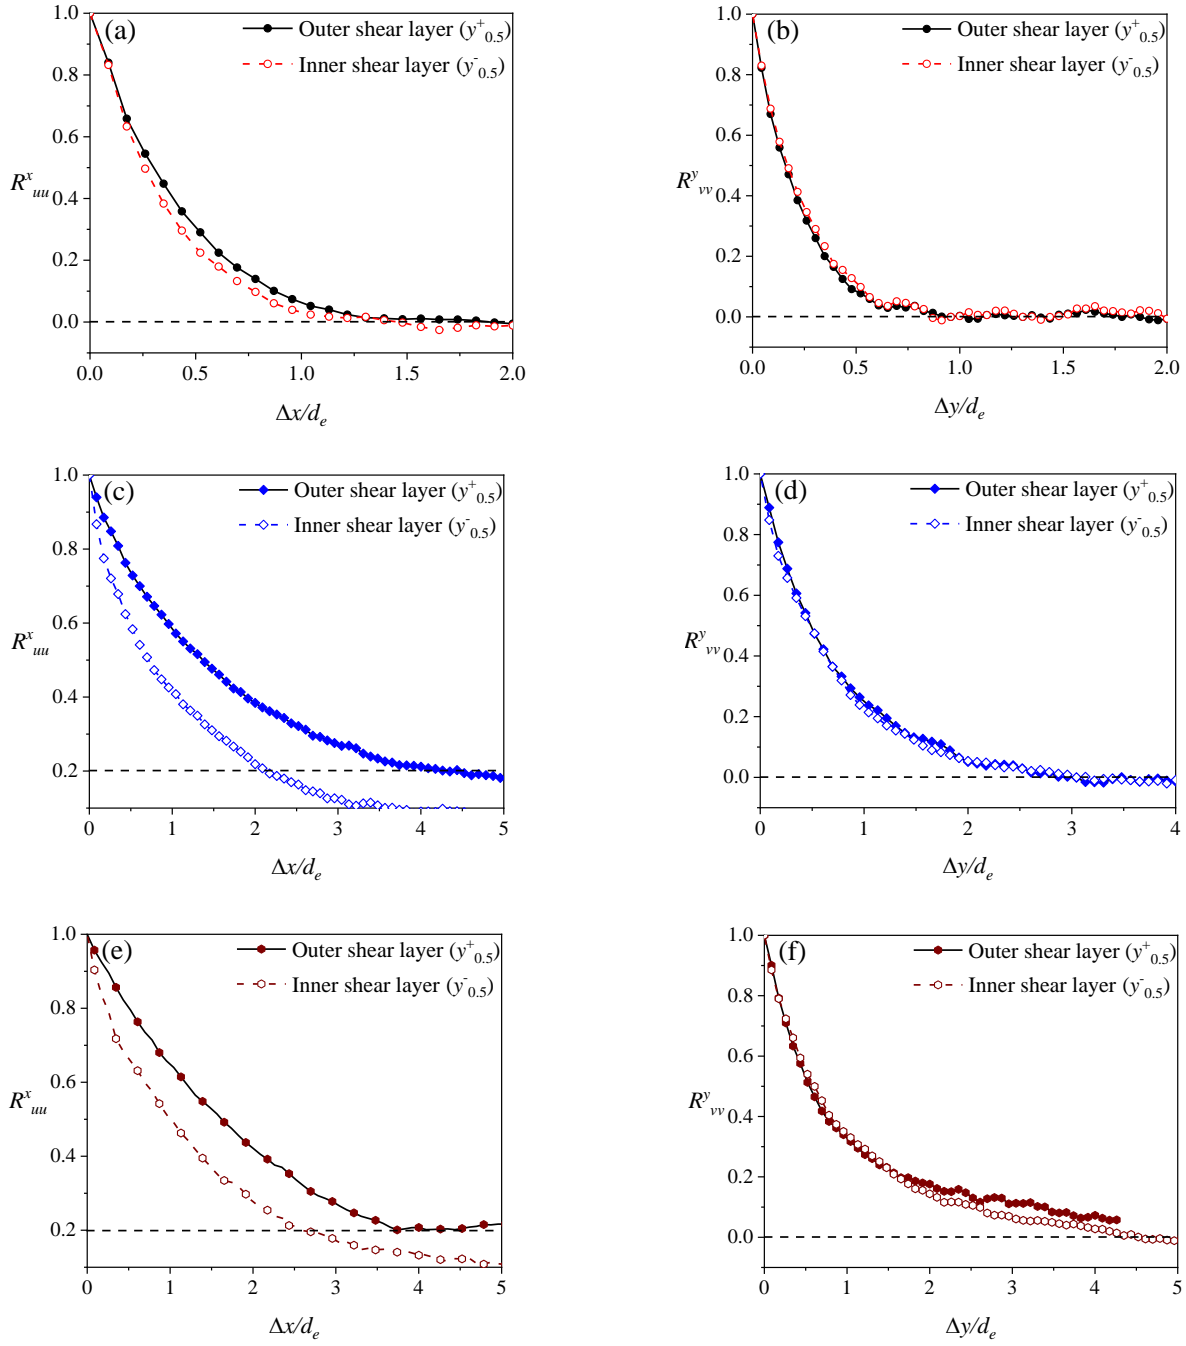 (a)
Outer shear layer (y⁺₀.₅)
Inner shear layer (y⁻₀.₅)
1.0
0.8
0.6
0.4
0.2
0.0
Rˣᵤᵤ
0.0 0.5 1.0 1.5 2.0
Δx/dₑ
(b)
Outer shear layer (y⁺₀.₅)
Inner shear layer (y⁻₀.₅)
1.0
0.8
0.6
0.4
0.2
0.0
Rʸᵥᵥ
0.0 0.5 1.0 1.5 2.0
Δy/dₑ
(c)
Outer shear layer (y⁺₀.₅)
Inner shear layer (y⁻₀.₅)
1.0
0.8
0.6
0.4
0.2
Rˣᵤᵤ
0 1 2 3 4 5
Δx/dₑ
(d)
Outer shear layer (y⁺₀.₅)
Inner shear layer (y⁻₀.₅)
1.0
0.8
0.6
0.4
0.2
0.0
Rʸᵥᵥ
0 1 2 3 4
Δy/dₑ
(e)
Outer shear layer (y⁺₀.₅)
Inner shear layer (y⁻₀.₅)
1.0
0.8
0.6
0.4
0.2
Rˣᵤᵤ
0 1 2 3 4 5
Δx/dₑ
(f)
Outer shear layer (y⁺₀.₅)
Inner shear layer (y⁻₀.₅)
1.0
0.8
0.6
0.4
0.2
0.0
Rʸᵥᵥ
0 1 2 3 4 5
Δy/dₑ